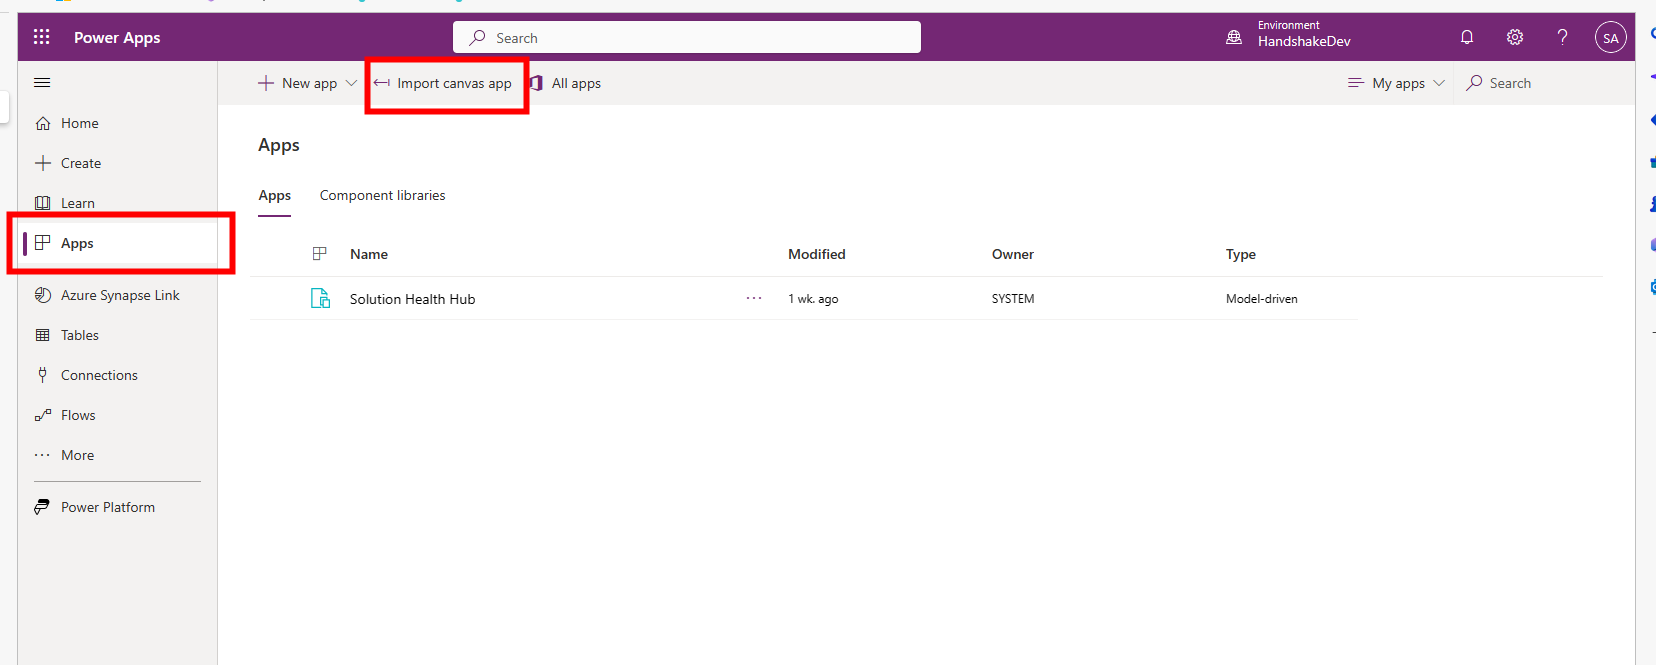 Power Apps
Search
Environment
HandshakeDev
SA
New app
Import canvas app
All apps
My apps
Search
Home
Create
Learn
Apps
Azure Synapse Link
Tables
Connections
Flows
More
Power Platform
Apps
Apps Component libraries
Name Modified Owner Type
Solution Health Hub ... 1 wk. ago SYSTEM Model-driven